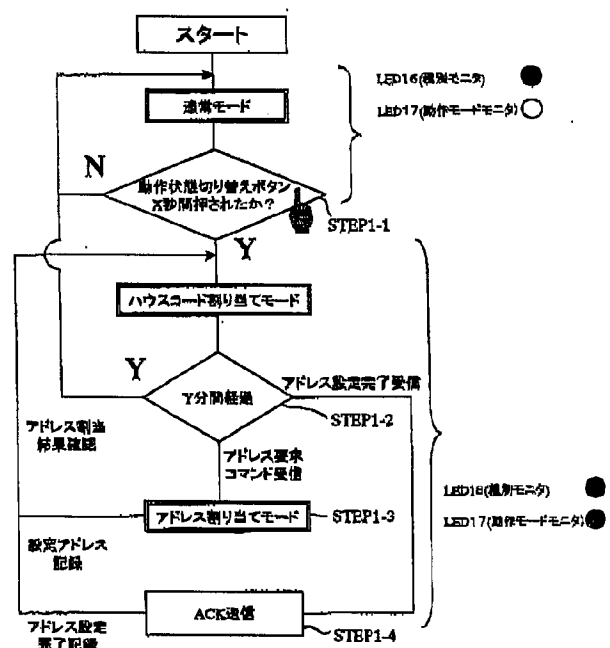 スタート
LED16(種別モニタ)
LED17(動作モードモニタ)
通常モード
N
動作状態切り替えボタン
X秒間押されたか?
STEP1-1
Y
ハウスコード割り当てモード
Y
アドレス設定完了受信
Y分間経過
STEP1-2
アドレス割当
結果確認
アドレス要求
コマンド受信
LED18(種別モニタ)
アドレス割り当てモード
STEP1-3
LED17(動作モードモニタ)
設定アドレス
記録
ACK返信
アドレス設定
完了記録
STEP1-4